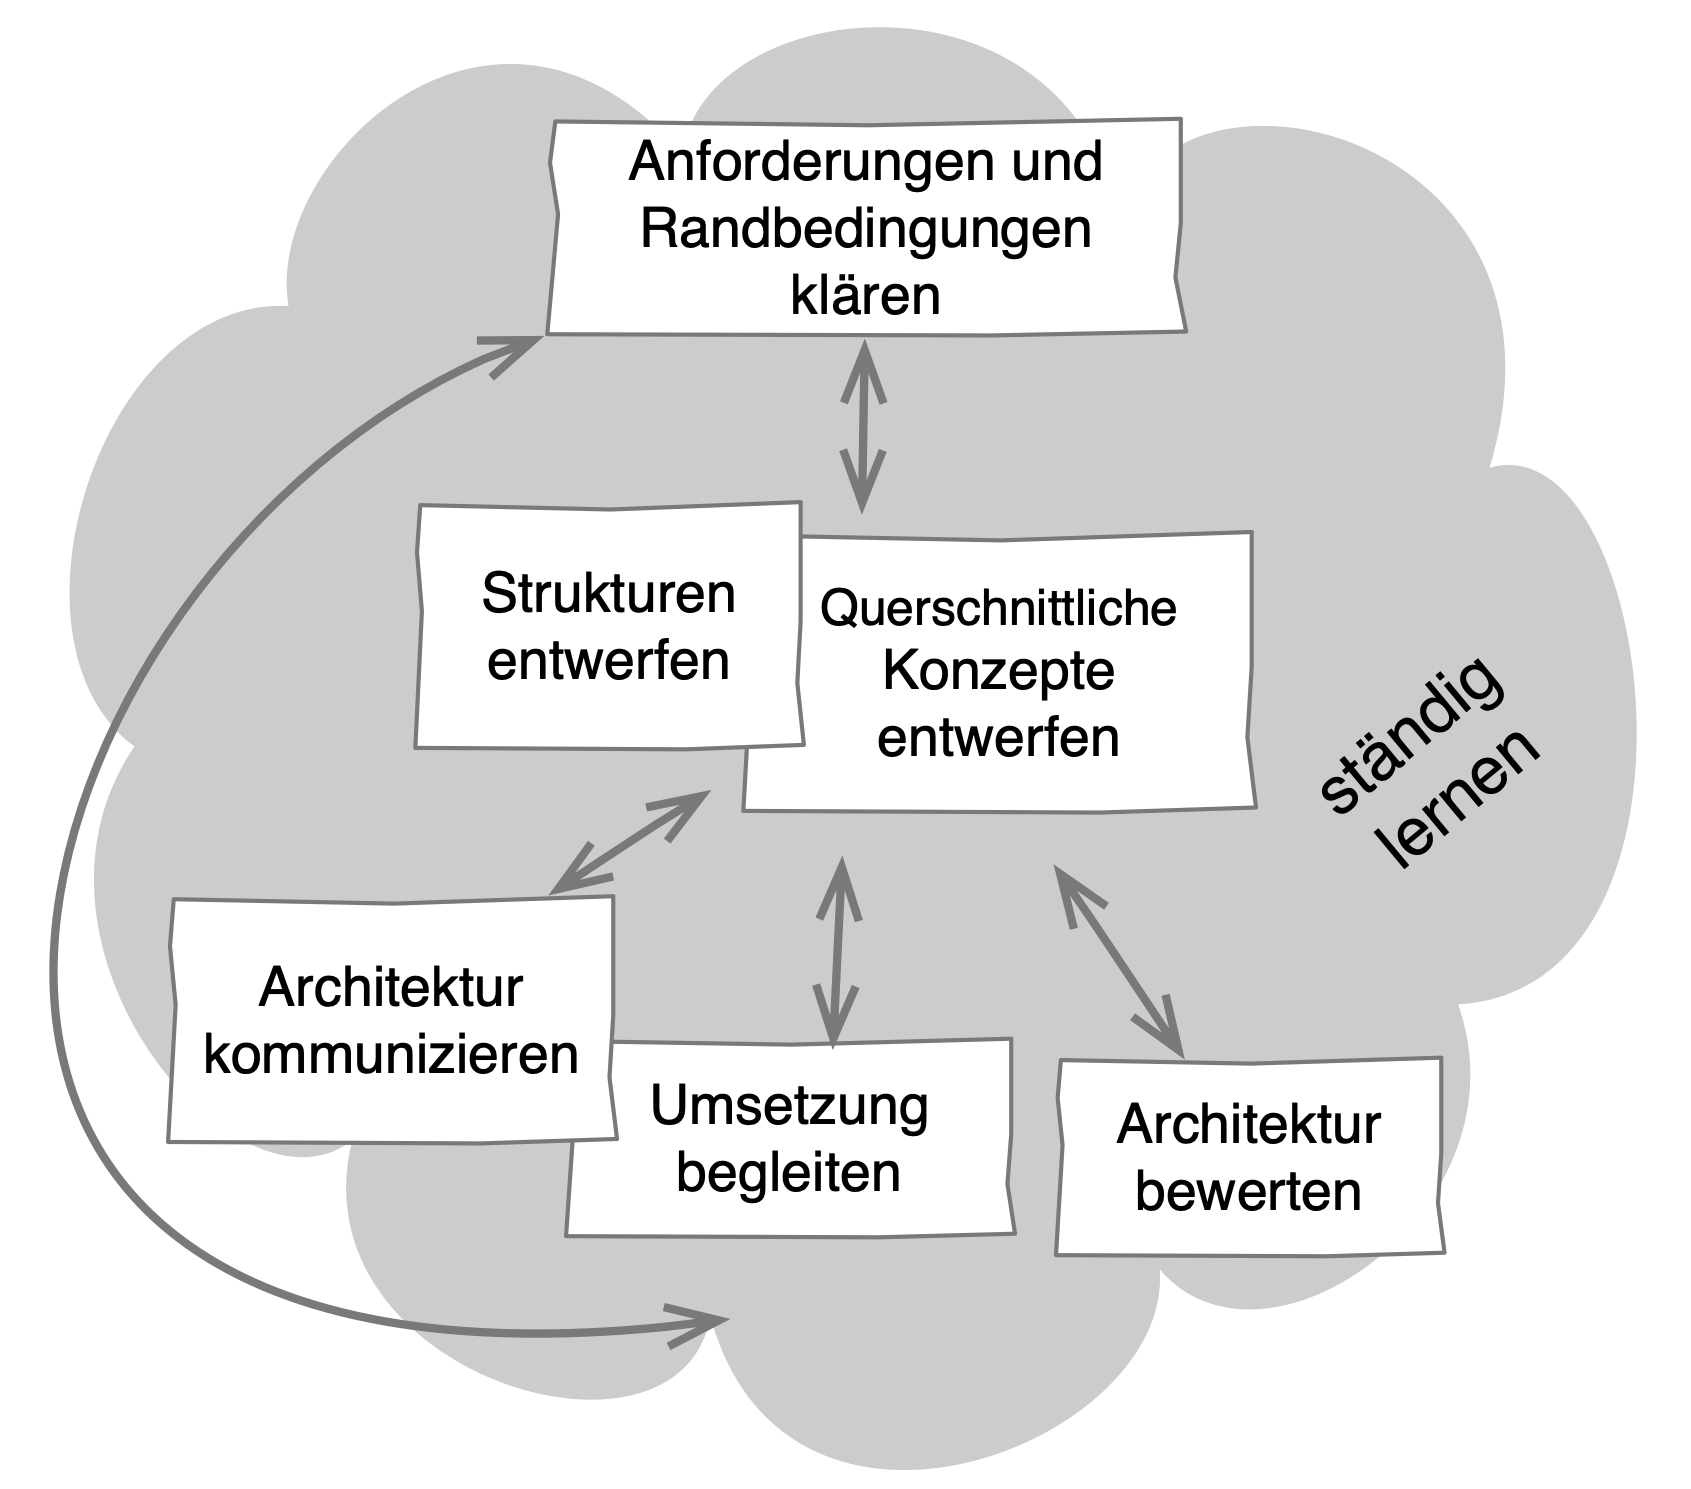 Anforderungen und
Randbedingungen
klären
Strukturen
entwerfen
Querschnittliche
Konzepte
entwerfen
ständig
lernen
Architektur
kommunizieren
Umsetzung
begleiten
Architektur
bewerten